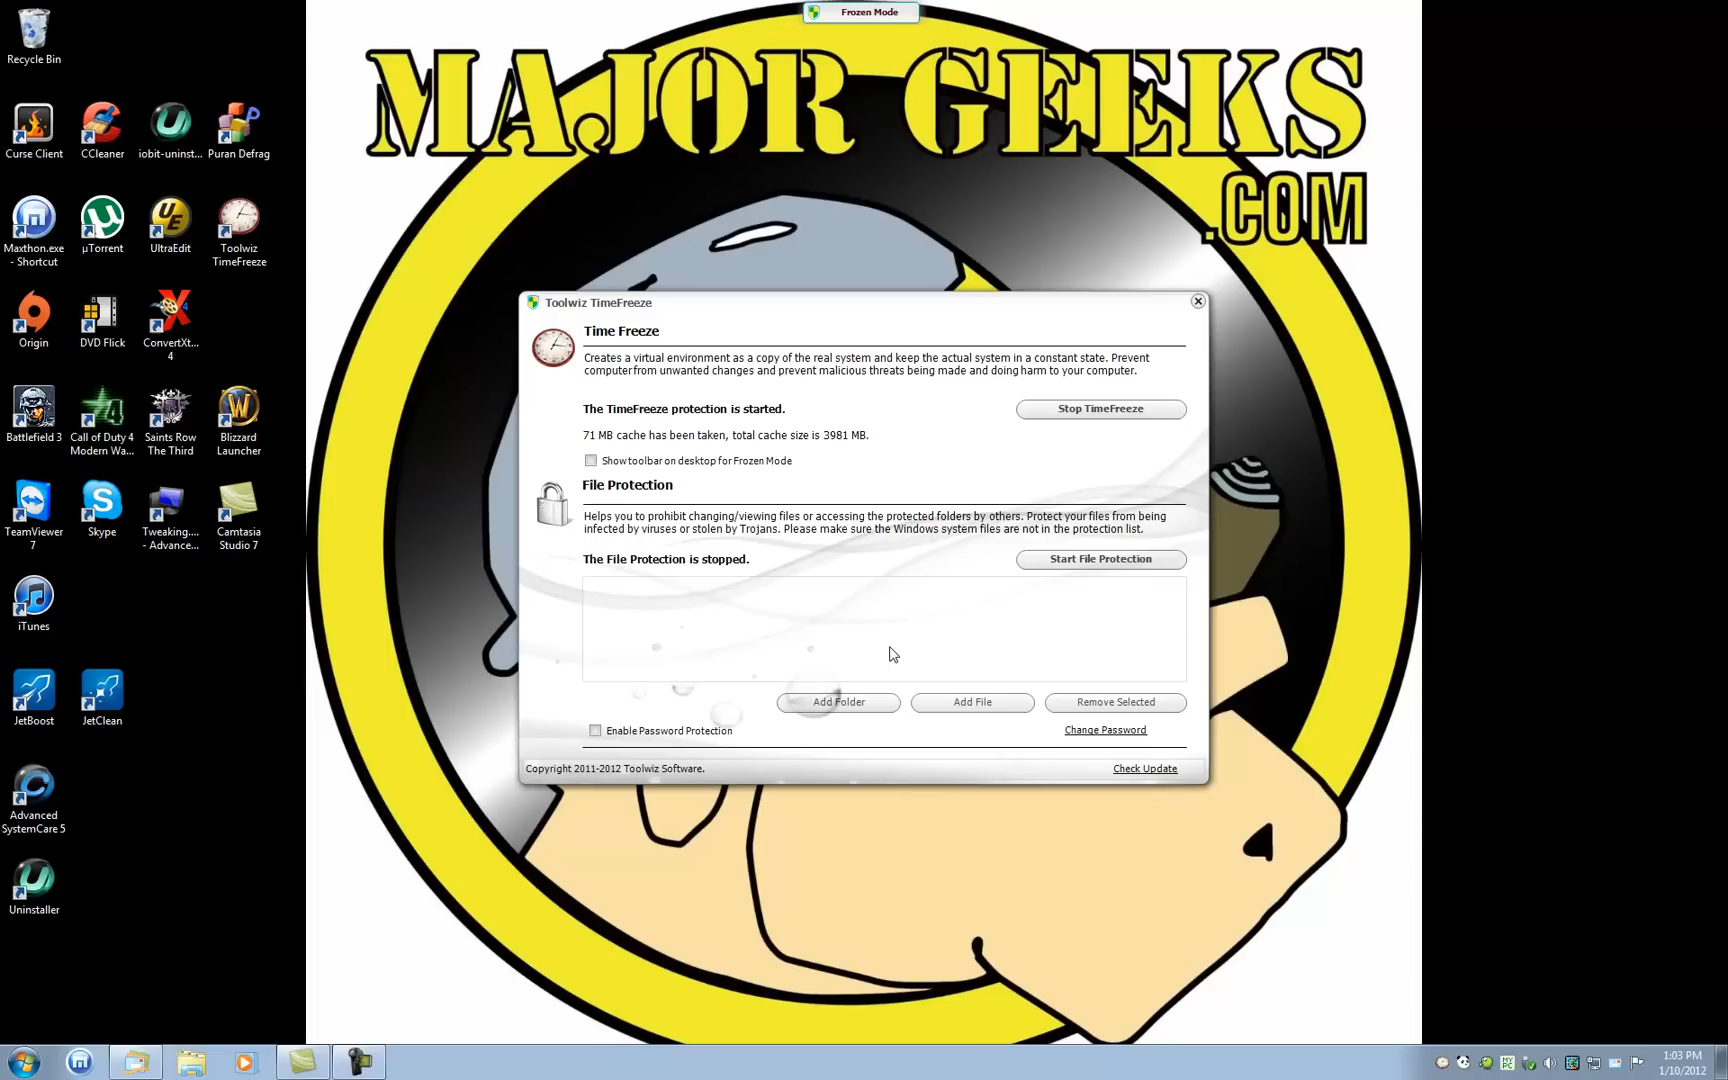 Frozen Mode
MAJOR GEEKS
.COM
Recycle Bin
Curse Client
CCleaner
iobit-uninst...
Puran Defrag
Maxthon.exe
- Shortcut
µTorrent
UltraEdit
Toolwiz
TimeFreeze
Origin
DVD Flick
ConvertXt...
4
Battlefield 3
Call of Duty 4
Modern Wa...
Saints Row
The Third
Blizzard
Launcher
TeamViewer
7
Skype
Tweaking....
- Advance...
Camtasia
Studio 7
iTunes
JetBoost
JetClean
Advanced
SystemCare 5
Uninstaller
Toolwiz TimeFreeze
Time Freeze
Creates a virtual environment as a copy of the real system and keep the actual system in a constant state. Prevent
computer from unwanted changes and prevent malicious threats being made and doing harm to your computer.
The TimeFreeze protection is started.
Stop TimeFreeze
71 MB cache has been taken, total cache size is 3981 MB.
Show toolbar on desktop for Frozen Mode
File Protection
Helps you to prohibit changing/viewing files or accessing the protected folders by others. Protect your files from being
infected by viruses or stolen by Trojans. Please make sure the Windows system files are not in the protection list.
The File Protection is stopped.
Start File Protection
Add Folder
Add File
Remove Selected
Enable Password Protection
Change Password
Copyright 2011-2012 Toolwiz Software.
Check Update
1:03 PM
1/10/2012